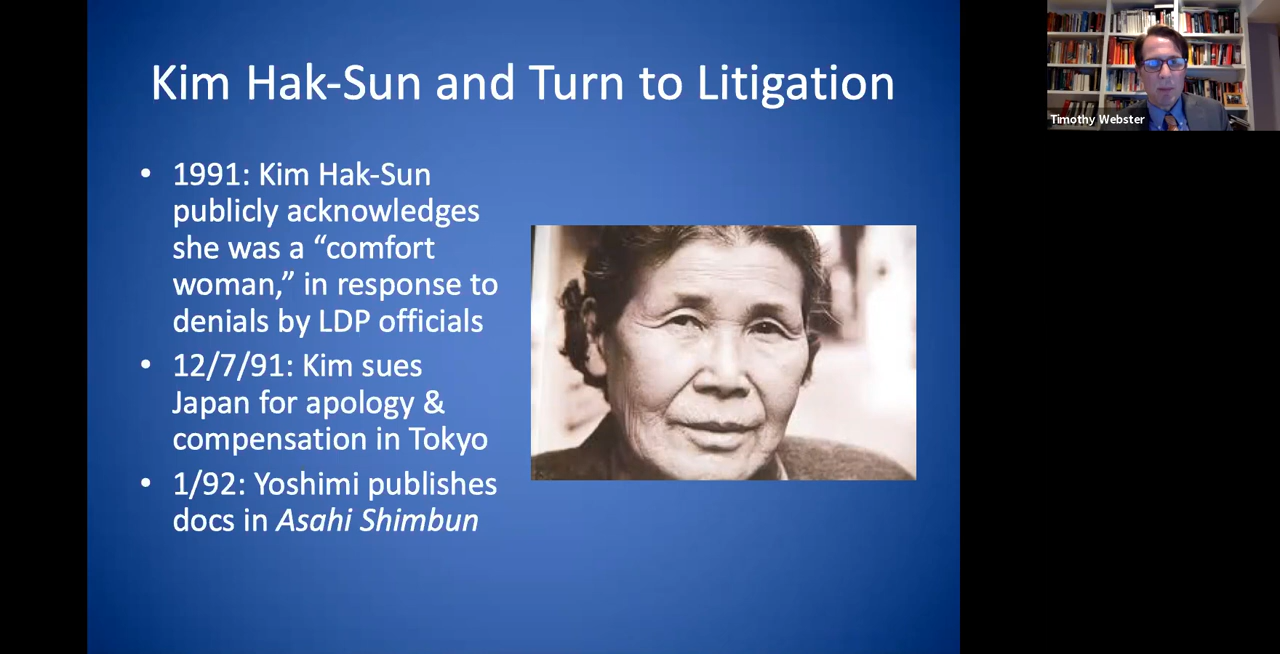 Kim Hak-Sun and Turn to Litigation
• 1991: Kim Hak-Sun
publicly acknowledges
she was a “comfort
woman,” in response to
denials by LDP officials
• 12/7/91: Kim sues
Japan for apology &
compensation in Tokyo
• 1/92: Yoshimi publishes
docs in Asahi Shimbun
Timothy Webster